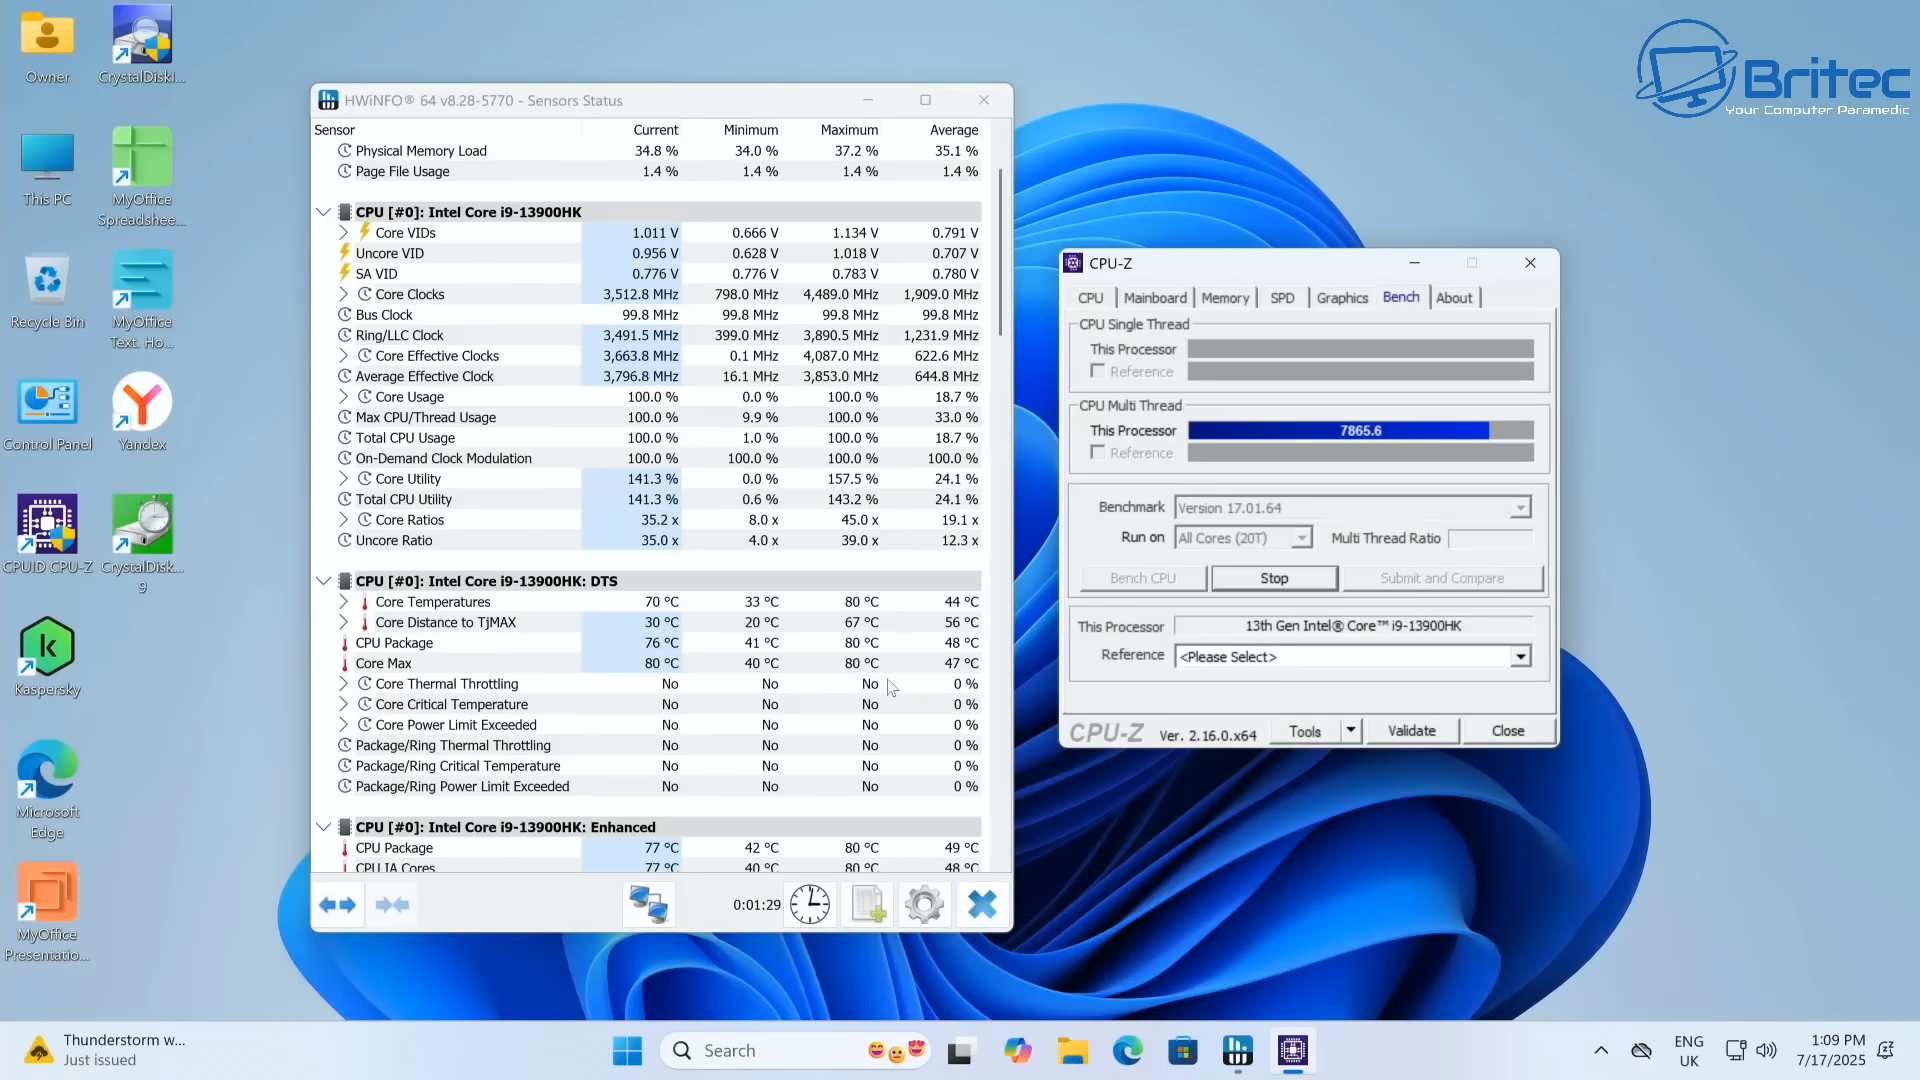 Owner
CrystalDiskI...
This PC
MyOffice
Spreadshee...
Recycle Bin
MyOffice
Text. Ho...
Control Panel
Yandex
CPUID CPU-Z
CrystalDisk...
9
Kaspersky
Microsoft
Edge
MyOffice
Presentatio...
Britec
Your Computer Paramedic
HWiNFO® 64 v8.28-5770 - Sensors Status
Sensor Current Minimum Maximum Average
Physical Memory Load 34.8 % 34.0 % 37.2 % 35.1 %
Page File Usage 1.4 % 1.4 % 1.4 % 1.4 %
CPU [#0]: Intel Core i9-13900HK
Core VIDs 1.011 V 0.666 V 1.134 V 0.791 V
Uncore VID 0.956 V 0.628 V 1.018 V 0.707 V
SA VID 0.776 V 0.776 V 0.783 V 0.780 V
Core Clocks 3,512.8 MHz 798.0 MHz 4,489.0 MHz 1,909.0 MHz
Bus Clock 99.8 MHz 99.8 MHz 99.8 MHz 99.8 MHz
Ring/LLC Clock 3,491.5 MHz 399.0 MHz 3,890.5 MHz 1,231.9 MHz
Core Effective Clocks 3,663.8 MHz 0.1 MHz 4,087.0 MHz 622.6 MHz
Average Effective Clock 3,796.8 MHz 16.1 MHz 3,853.0 MHz 644.8 MHz
Core Usage 100.0 % 0.0 % 100.0 % 18.7 %
Max CPU/Thread Usage 100.0 % 9.9 % 100.0 % 33.0 %
Total CPU Usage 100.0 % 1.0 % 100.0 % 18.7 %
On-Demand Clock Modulation 100.0 % 100.0 % 100.0 % 100.0 %
Core Utility 141.3 % 0.0 % 157.5 % 24.1 %
Total CPU Utility 141.3 % 0.6 % 143.2 % 24.1 %
Core Ratios 35.2 x 8.0 x 45.0 x 19.1 x
Uncore Ratio 35.0 x 4.0 x 39.0 x 12.3 x
CPU [#0]: Intel Core i9-13900HK: DTS
Core Temperatures 70 °C 33 °C 80 °C 44 °C
Core Distance to TjMAX 30 °C 20 °C 67 °C 56 °C
CPU Package 76 °C 41 °C 80 °C 48 °C
Core Max 80 °C 40 °C 80 °C 47 °C
Core Thermal Throttling No No No 0 %
Core Critical Temperature No No No 0 %
Core Power Limit Exceeded No No No 0 %
Package/Ring Thermal Throttling No No No 0 %
Package/Ring Critical Temperature No No No 0 %
Package/Ring Power Limit Exceeded No No No 0 %
CPU [#0]: Intel Core i9-13900HK: Enhanced
CPU Package 77 °C 42 °C 80 °C 49 °C
CPU IA Cores 77 °C 40 °C 80 °C 48 °C
0:01:29
CPU-Z
CPU Mainboard Memory SPD Graphics Bench About
CPU Single Thread
This Processor
Reference
CPU Multi Thread
This Processor 7865.6
Reference
Benchmark Version 17.01.64
Run on All Cores (20T) Multi Thread Ratio
Bench CPU Stop Submit and Compare
This Processor 13th Gen Intel® Core™ i9-13900HK
Reference <Please Select>
CPU-Z Ver. 2.16.0.x64 Tools Validate Close
Thunderstorm w...
Just issued
Search
ENG
UK
1:09 PM
7/17/2025